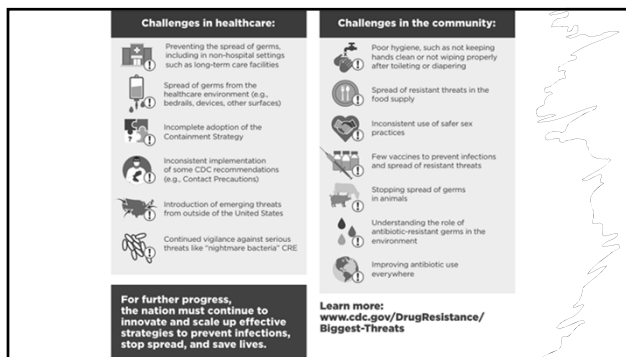 Challenges in healthcare:
Preventing the spread of germs,
including in non-hospital settings
such as long-term care facilities
Spread of germs from the
healthcare environment (e.g.,
bedrails, devices, other surfaces)
Incomplete adoption of the
Containment Strategy
Inconsistent implementation
of some CDC recommendations
(e.g., Contact Precautions)
Introduction of emerging threats
from outside of the United States
Continued vigilance against serious
threats like “nightmare bacteria” CRE
For further progress,
the nation must continue to
innovate and scale up effective
strategies to prevent infections,
stop spread, and save lives.
Challenges in the community:
Poor hygiene, such as not keeping
hands clean or not wiping properly
after toileting or diapering
Spread of resistant threats in the
food supply
Inconsistent use of safer sex
practices
Few vaccines to prevent infections
and spread of resistant threats
Stopping spread of germs
in animals
Understanding the role of
antibiotic-resistant germs in the
environment
Improving antibiotic use
everywhere
Learn more:
www.cdc.gov/DrugResistance/
Biggest-Threats